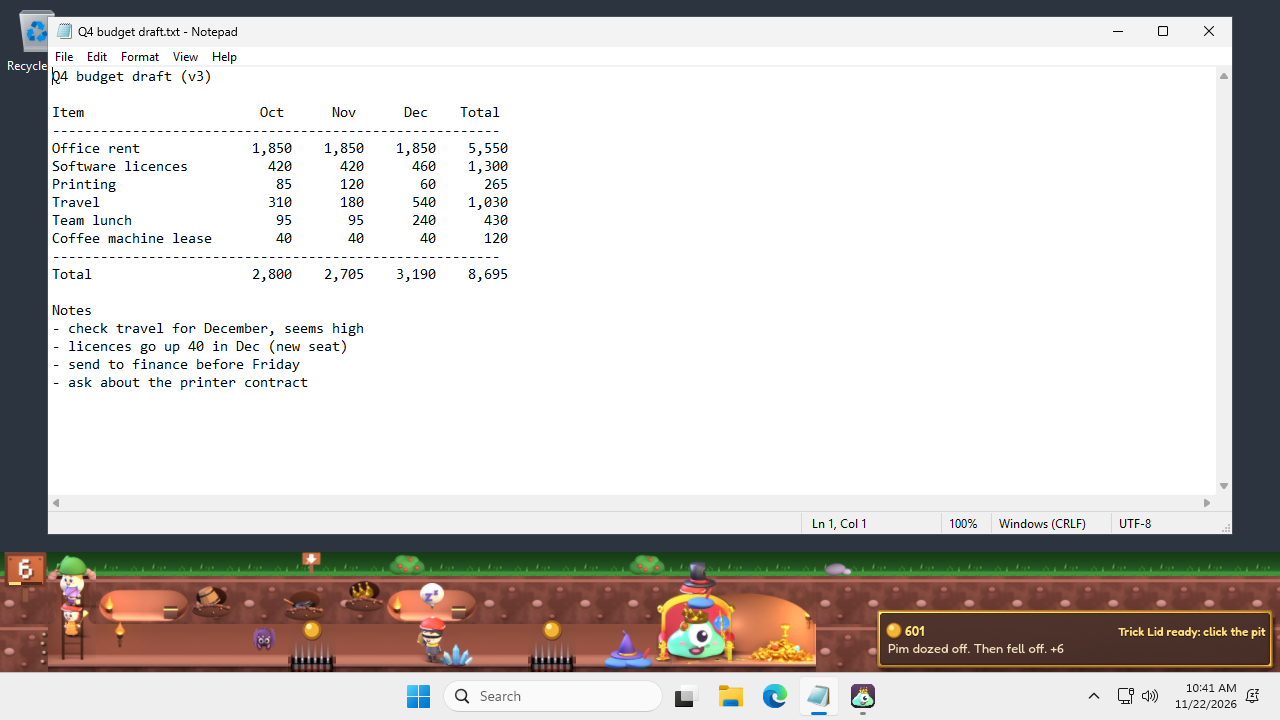 Recycle
Q4 budget draft.txt - Notepad
File Edit Format View Help
Q4 budget draft (v3)
Item Oct Nov Dec Total
--------------------------------------------------------
Office rent 1,850 1,850 1,850 5,550
Software licences 420 420 460 1,300
Printing 85 120 60 265
Travel 310 180 540 1,030
Team lunch 95 95 240 430
Coffee machine lease 40 40 40 120
--------------------------------------------------------
Total 2,800 2,705 3,190 8,695
Notes
- check travel for December, seems high
- licences go up 40 in Dec (new seat)
- send to finance before Friday
- ask about the printer contract
Ln 1, Col 1 100% Windows (CRLF) UTF-8
6
zz
601 Trick Lid ready: click the pit
Pim dozed off. Then fell off. +6
Search
10:41 AM
11/22/2026